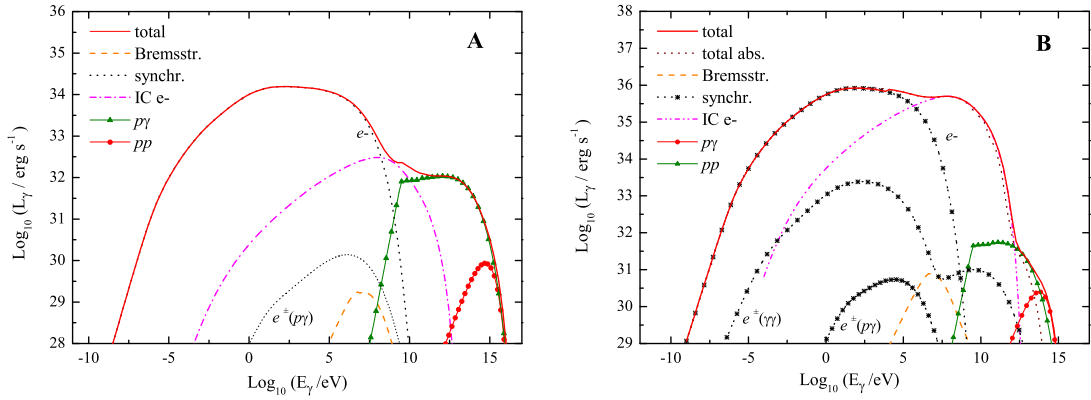 36
35
34
33
32
31
30
29
28
-10
-5
0
5
10
15
Log10 (Lγ / erg s-1)
Log10 (Eγ /eV)
total
Bremsstr.
synchr.
IC e-
pγ
pp
A
e-
e±(pγ)
38
37
36
35
34
33
32
31
30
29
-10
-5
0
5
10
15
Log10 (Lγ / erg s-1)
Log10 (Eγ /eV)
total
total abs.
Bremsstr.
synchr.
IC e-
pγ
pp
B
e-
e±(γγ)
e±(pγ)